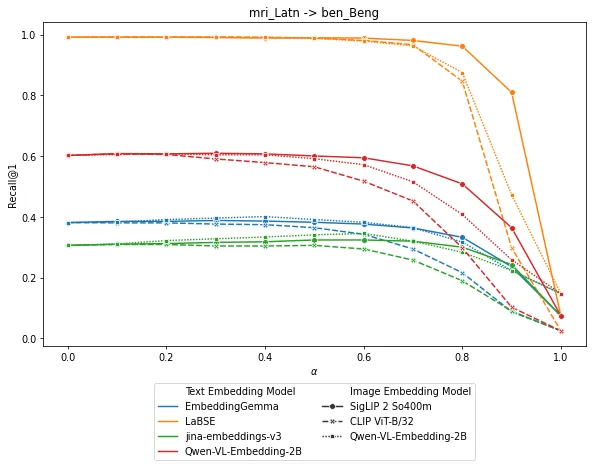 mri_Latn -> ben_Beng
Recall@1
1.0
0.8
0.6
0.4
0.2
0.0
0.0 0.2 0.4 0.6 0.8 1.0
α
Text Embedding Model
EmbeddingGemma
LaBSE
jina-embeddings-v3
Qwen-VL-Embedding-2B
Image Embedding Model
SigLIP 2 So400m
CLIP ViT-B/32
Qwen-VL-Embedding-2B